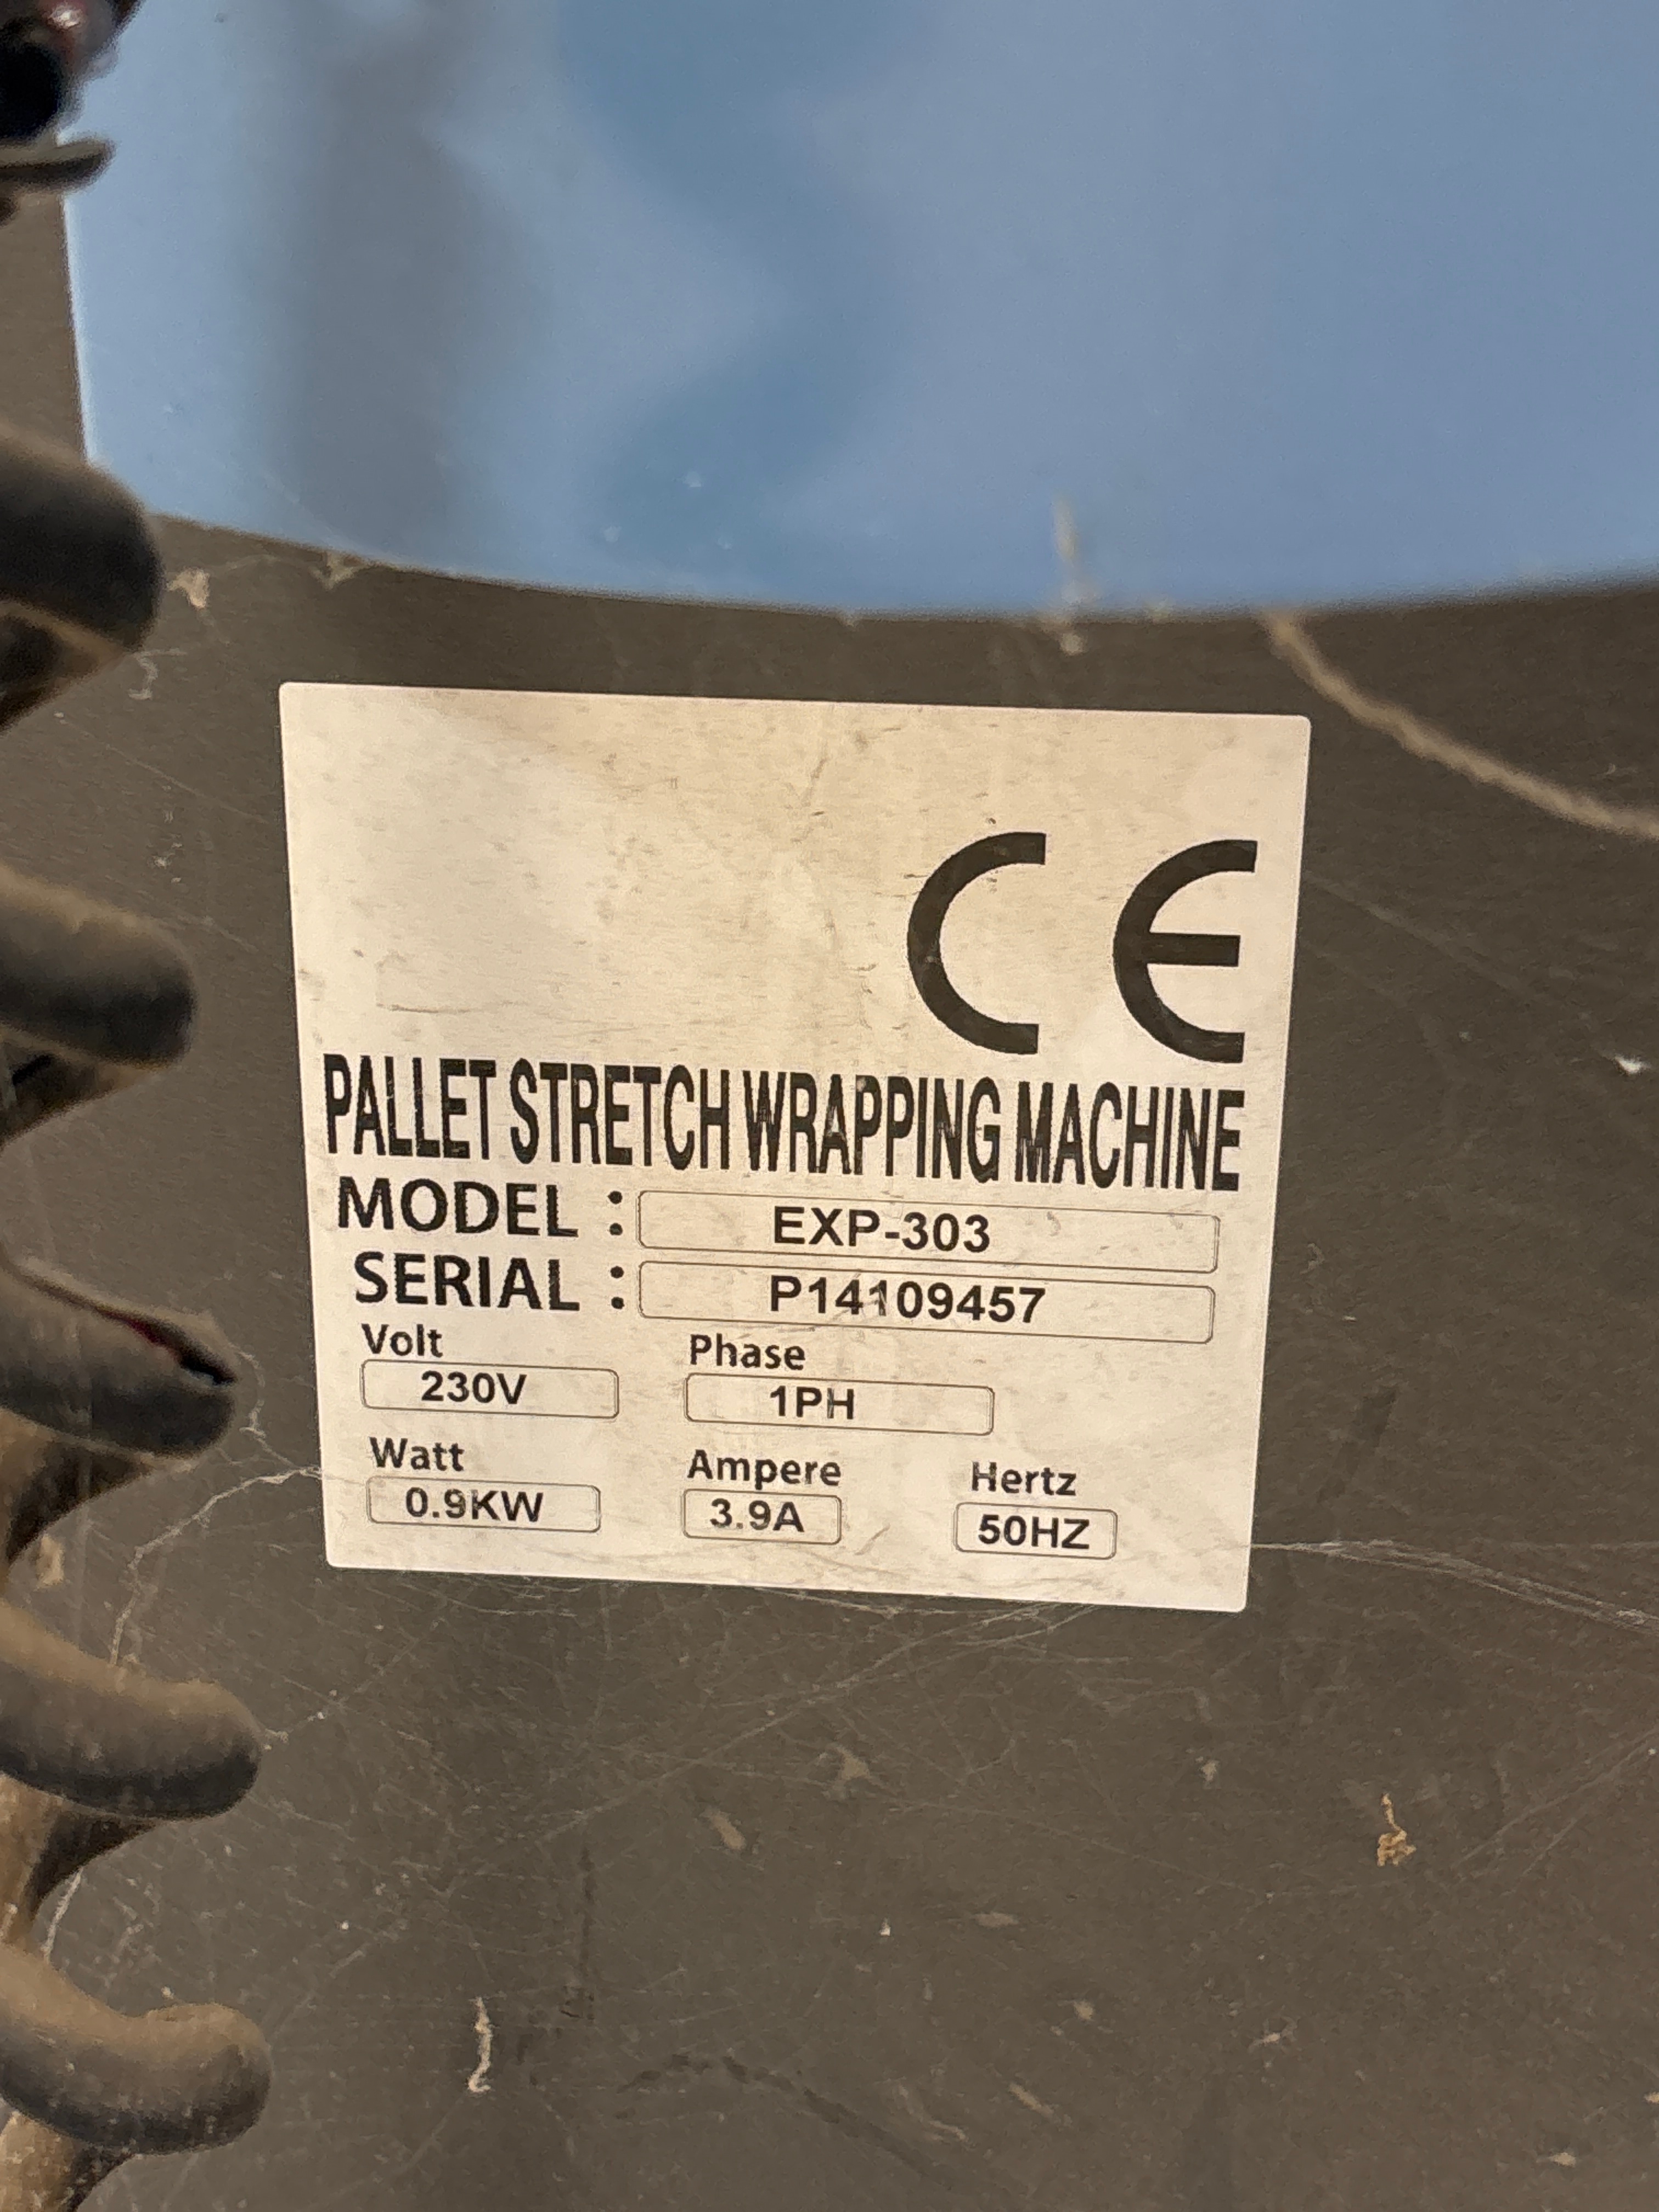 CE
PALLET STRETCH WRAPPING MACHINE
MODEL : EXP-303
SERIAL : P14109457
Volt Phase
230V 1PH
Watt Ampere Hertz
0.9KW 3.9A 50HZ